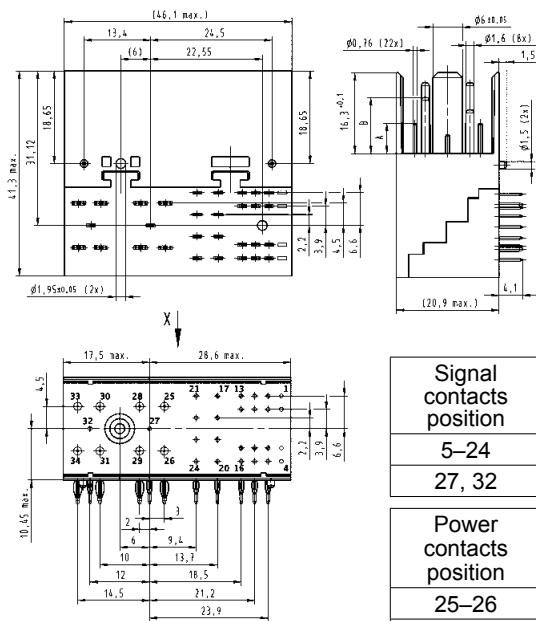 (46,1 max.)
13,4
24,5
(6)
22,55
18,65
31,12
41,3 max.
18,65
2,2
3,9
4,5
6,6
Ø1,95±0.05 (2x)
Ø6±0.05
Ø0,76 (22x)
Ø1,6 (8x)
1,5
16,3+0,1
B
A
Ø1,5 (2x)
4,1
(20,9 max.)
X
17,5 max.
28,6 max.
4,5
10,45 max.
33
30
28
25
21
17
13
1
32
27
34
31
29
26
24
20
16
4
2,2
3,9
6,6
3
2
6
9,4
10
13,7
12
18,5
14,5
21,2
23,9
Signal
contacts
position
5–24
27, 32
Power
contacts
position
25–26